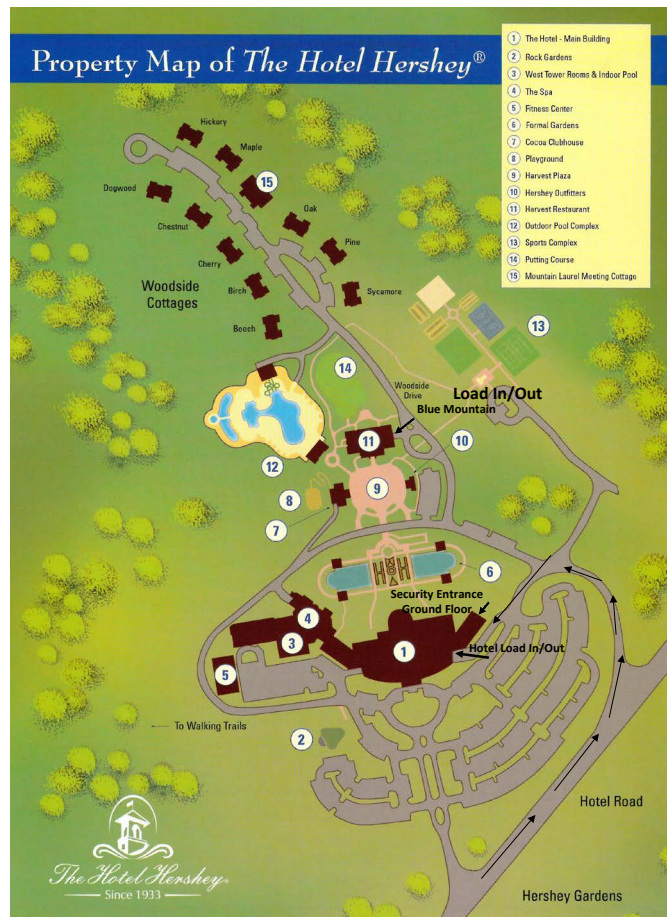 Property Map of The Hotel Hershey®
1 The Hotel - Main Building
2 Rock Gardens
3 West Tower Rooms & Indoor Pool
4 The Spa
5 Fitness Center
6 Formal Gardens
7 Cocoa Clubhouse
8 Playground
9 Harvest Plaza
10 Hershey Outfitters
11 Harvest Restaurant
12 Outdoor Pool Complex
13 Sports Complex
14 Putting Course
15 Mountain Laurel Meeting Cottage
Hickory
Maple
15
Dogwood
Oak
Chestnut
Pine
Cherry
Woodside
Cottages
Birch
Sycamore
Beech
13
14
Woodside
Drive
Load In/Out
Blue Mountain
11
10
12
9
8
7
6
Security Entrance
Ground Floor
4
3
1
Hotel Load In/Out
5
To Walking Trails
2
Hotel Road
The Hotel Hershey®
Since 1933
Hershey Gardens